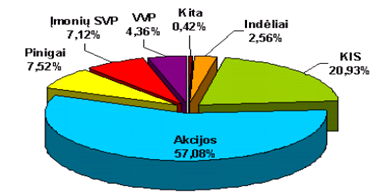 Įmonių SVP
7,12%
VVP
4,36%
Kita
0,42%
Indėliai
2,56%
KIS
20,93%
Pinigai
7,52%
Akcijos
57,08%